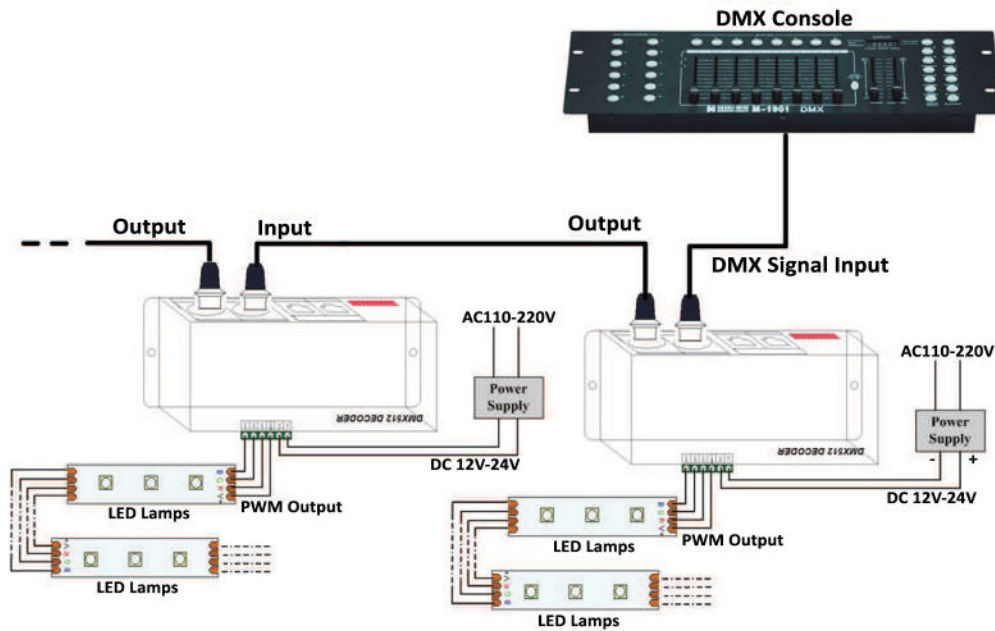 DMX Console
M-1901 DMX
Output
Input
Output
DMX Signal Input
AC110-220V
AC110-220V
Power
Supply
Power
Supply
- +
DMX512 DECODER
DMX512 DECODER
DC 12V-24V
DC 12V-24V
PWM Output
LED Lamps
PWM Output
LED Lamps
LED Lamps
LED Lamps